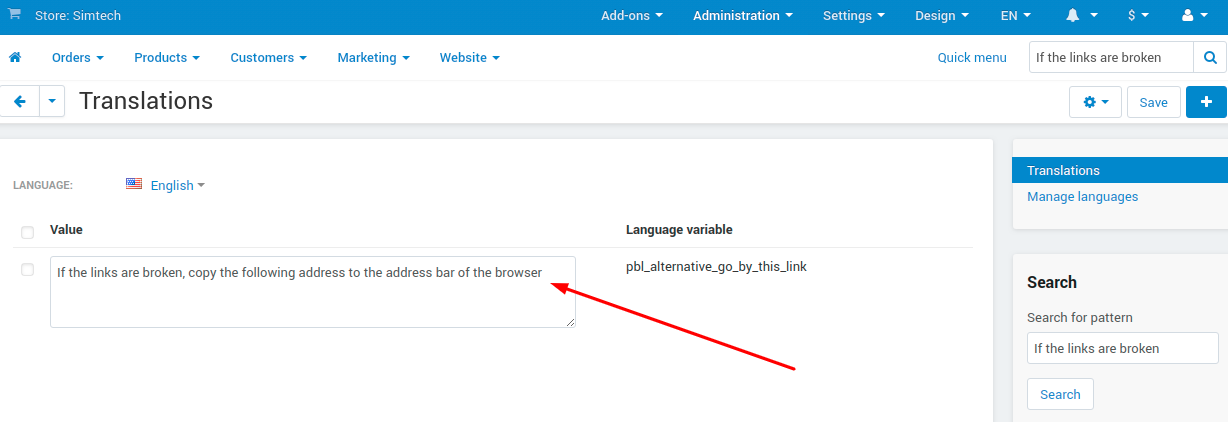 Store: Simtech
Add-ons
Administration
Settings
Design
EN
$
Orders
Products
Customers
Marketing
Website
Quick menu
If the links are broken
Translations
Save
LANGUAGE:
English
Translations
Manage languages
Value
Language variable
If the links are broken, copy the following address to the address bar of the browser
pbl_alternative_go_by_this_link
Search
Search for pattern
If the links are broken
Search